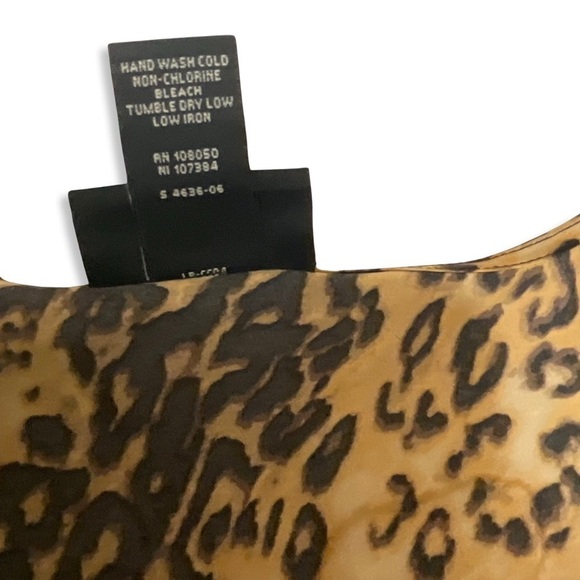 HAND WASH COLD
NON-CHLORINE
BLEACH
TUMBLE DRY LOW
LOW IRON
RN 108050
NI 107384
S 4636-06